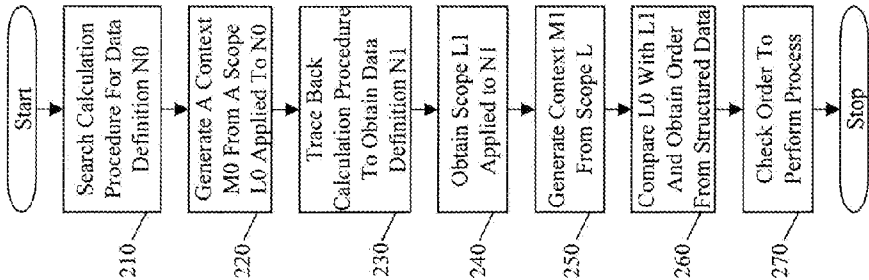 Start
Search Calculation
Procedure For Data
Definition N0
210
Generate A Context
M0 From A Scope
L0 Applied To N0
220
Trace Back
Calculation Procedure
To Obtain Data
Definition N1
230
Obtain Scope L1
Applied to N1
240
Generate Context M1
From Scope L
250
Compare L0 With L1
And Obtain Order
From Structured Data
260
Check Order To
Perform Process
270
Stop